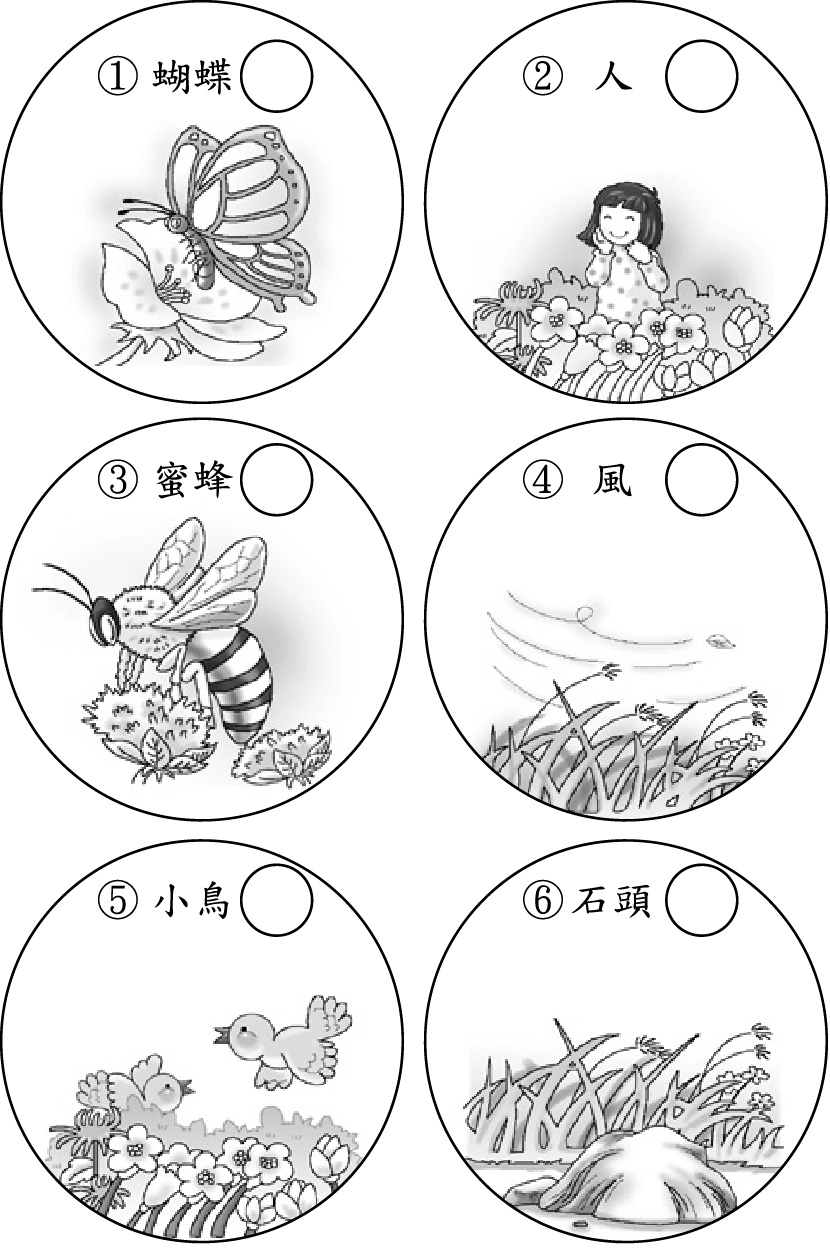 ① 蝴蝶
② 人
③ 蜜蜂
④ 風
⑤ 小鳥
⑥ 石頭